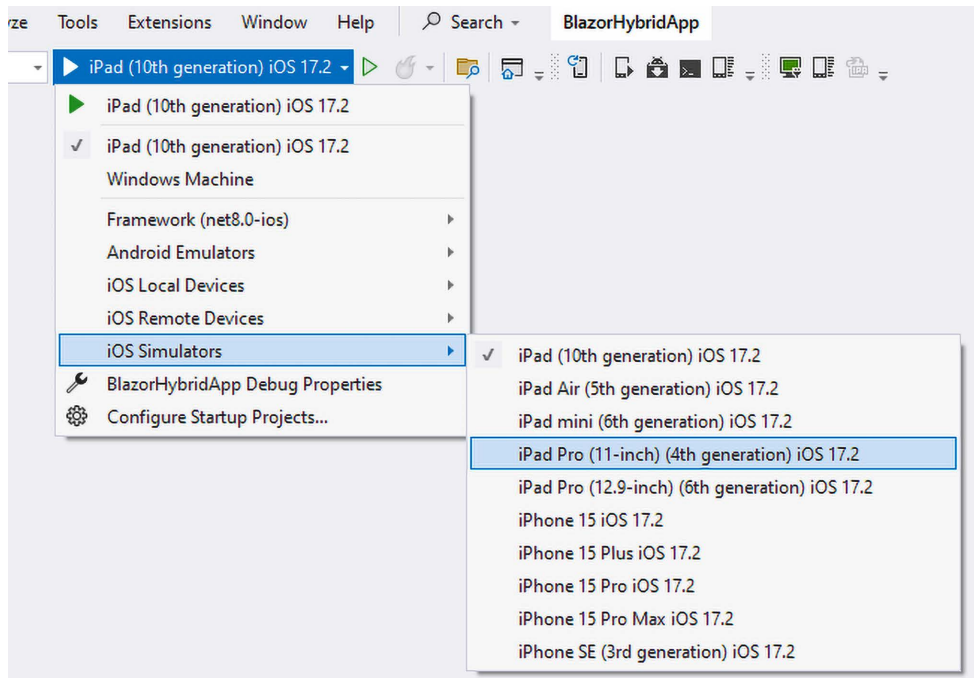 Tools Extensions Window Help Search BlazorHybridApp
iPad (10th generation) iOS 17.2
iPad (10th generation) iOS 17.2
iPad (10th generation) iOS 17.2
Windows Machine
Framework (net8.0-ios)
Android Emulators
iOS Local Devices
iOS Remote Devices
iOS Simulators
BlazorHybridApp Debug Properties
Configure Startup Projects...
iPad (10th generation) iOS 17.2
iPad Air (5th generation) iOS 17.2
iPad mini (6th generation) iOS 17.2
iPad Pro (11-inch) (4th generation) iOS 17.2
iPad Pro (12.9-inch) (6th generation) iOS 17.2
iPhone 15 iOS 17.2
iPhone 15 Plus iOS 17.2
iPhone 15 Pro iOS 17.2
iPhone 15 Pro Max iOS 17.2
iPhone SE (3rd generation) iOS 17.2